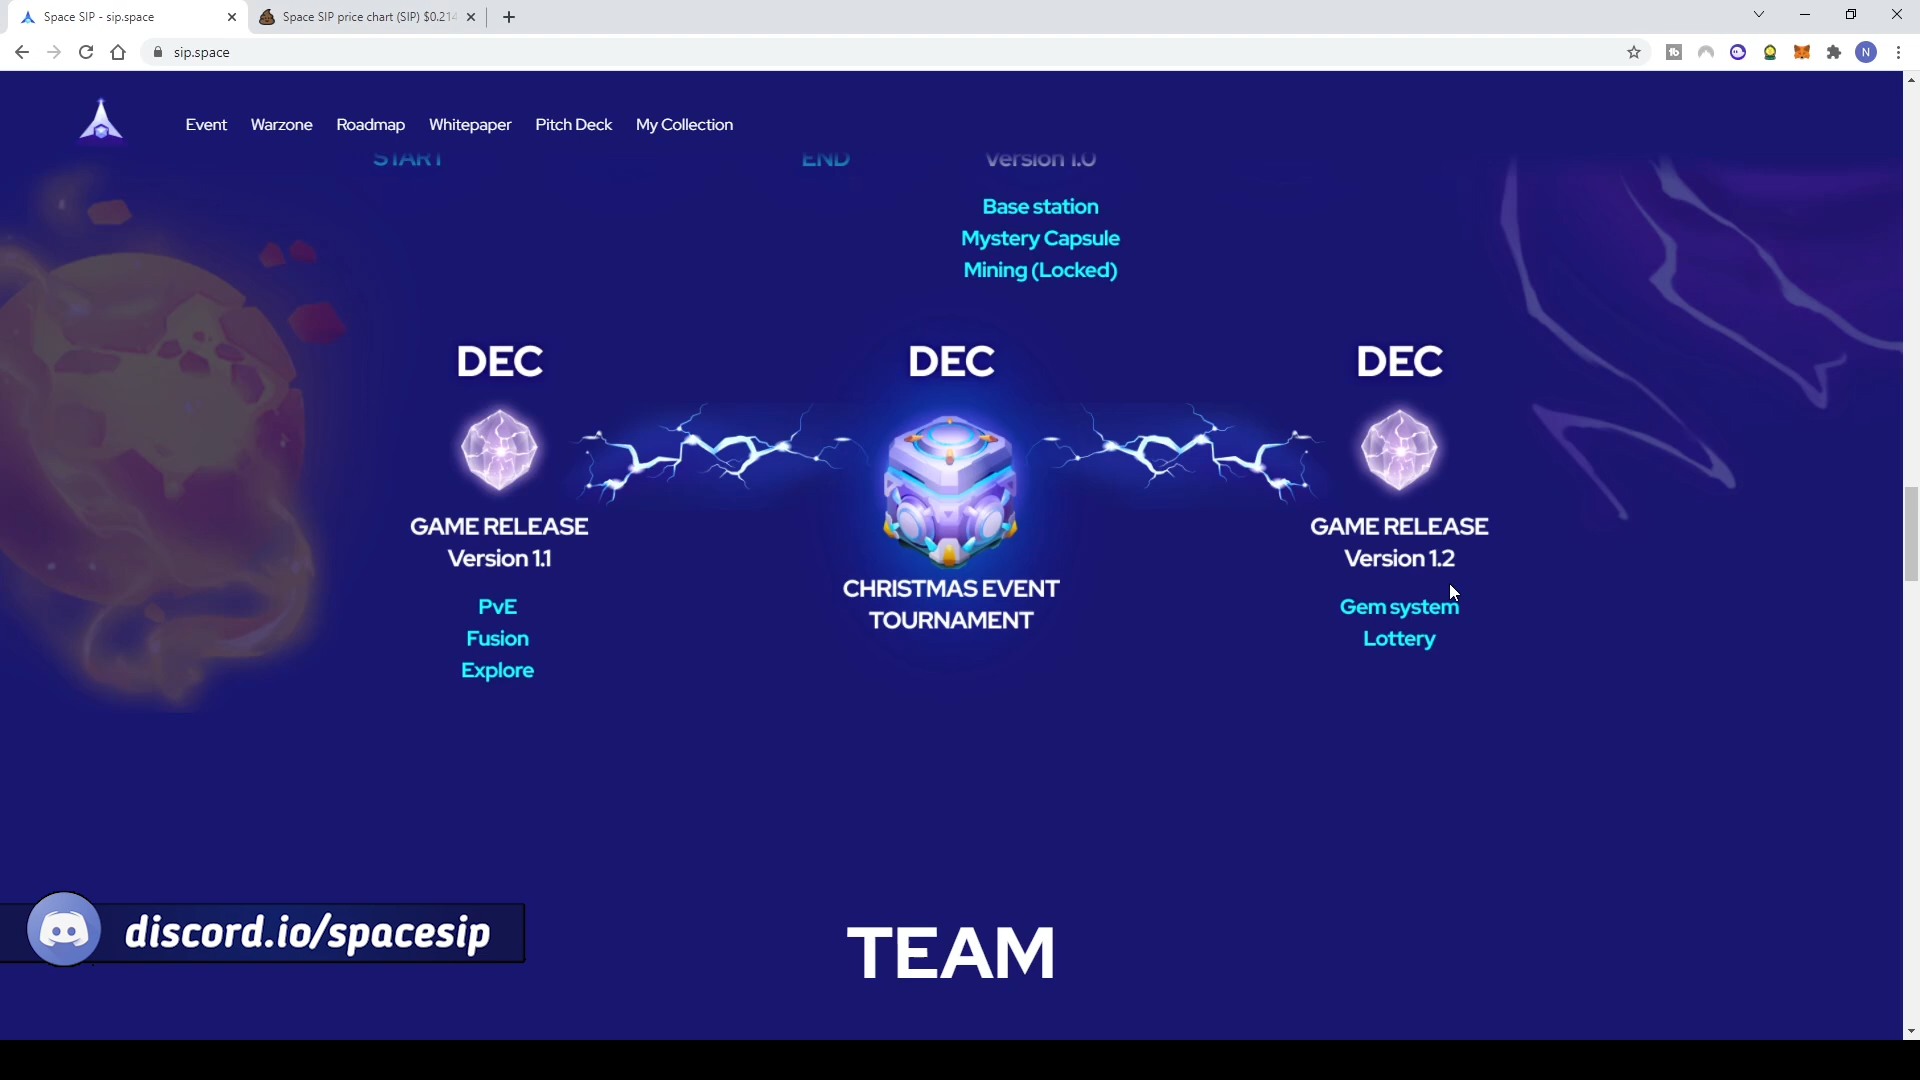 Space SIP - sip.space
Space SIP price chart (SIP) $0.214
sip.space
tb
N
Event Warzone Roadmap Whitepaper Pitch Deck My Collection
START END Version 1.0
Base station
Mystery Capsule
Mining (Locked)
DEC DEC DEC
GAME RELEASE
Version 1.1
PvE
Fusion
Explore
CHRISTMAS EVENT
TOURNAMENT
GAME RELEASE
Version 1.2
Gem system
Lottery
discord.io/spacesip
TEAM